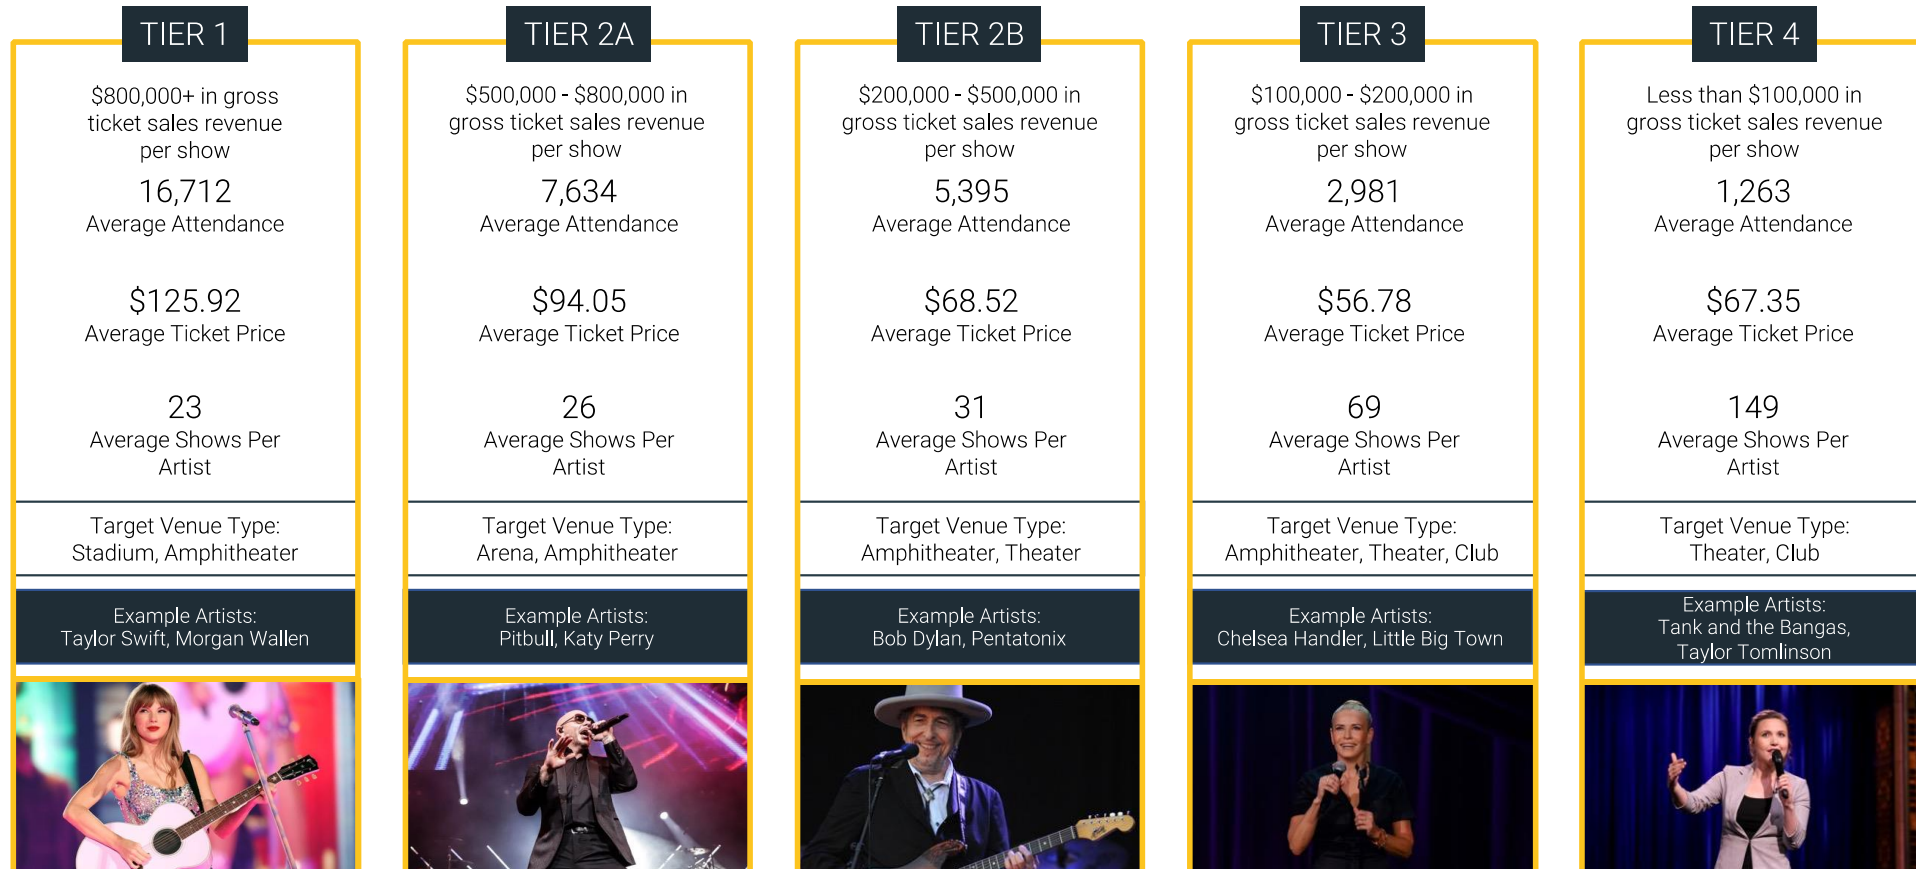 TIER 1
$800,000+ in gross
ticket sales revenue
per show
16,712
Average Attendance
$125.92
Average Ticket Price
23
Average Shows Per
Artist
Target Venue Type:
Stadium, Amphitheater
Example Artists:
Taylor Swift, Morgan Wallen
TIER 2A
$500,000 - $800,000 in
gross ticket sales revenue
per show
7,634
Average Attendance
$94.05
Average Ticket Price
26
Average Shows Per
Artist
Target Venue Type:
Arena, Amphitheater
Example Artists:
Pitbull, Katy Perry
TIER 2B
$200,000 - $500,000 in
gross ticket sales revenue
per show
5,395
Average Attendance
$68.52
Average Ticket Price
31
Average Shows Per
Artist
Target Venue Type:
Amphitheater, Theater
Example Artists:
Bob Dylan, Pentatonix
TIER 3
$100,000 - $200,000 in
gross ticket sales revenue
per show
2,981
Average Attendance
$56.78
Average Ticket Price
69
Average Shows Per
Artist
Target Venue Type:
Amphitheater, Theater, Club
Example Artists:
Chelsea Handler, Little Big Town
TIER 4
Less than $100,000 in
gross ticket sales revenue
per show
1,263
Average Attendance
$67.35
Average Ticket Price
149
Average Shows Per
Artist
Target Venue Type:
Theater, Club
Example Artists:
Tank and the Bangas,
Taylor Tomlinson